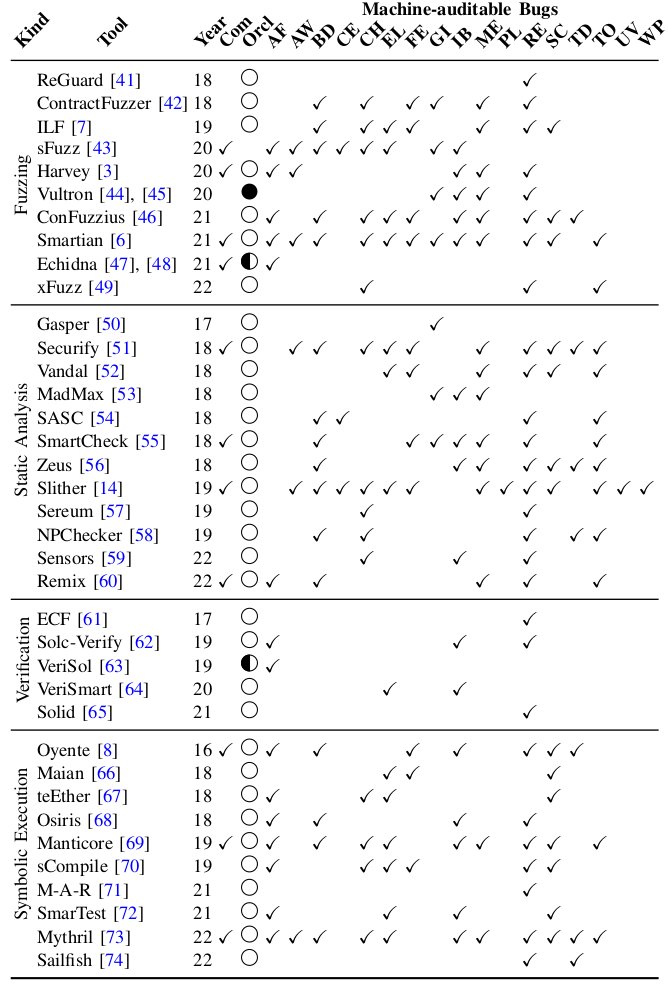 Machine-auditable Bugs
Kind Tool Year Com Orcl AF AW BD CE CH EL FE GI IB ME PL RE SC TD TO UV WP
Fuzzing
ReGuard [41] 18 ○ ✓
ContractFuzzer [42] 18 ○ ✓ ✓ ✓ ✓ ✓ ✓
ILF [7] 19 ○ ✓ ✓ ✓ ✓ ✓ ✓ ✓
sFuzz [43] 20 ✓ ✓ ✓ ✓ ✓ ✓ ✓ ✓ ✓
Harvey [3] 20 ✓ ○ ✓ ✓ ✓ ✓ ✓
Vultron [44], [45] 20 ● ✓ ✓ ✓ ✓
ConFuzzius [46] 21 ○ ✓ ✓ ✓ ✓ ✓ ✓ ✓ ✓ ✓ ✓
Smartian [6] 21 ✓ ○ ✓ ✓ ✓ ✓ ✓ ✓ ✓ ✓ ✓ ✓ ✓ ✓
Echidna [47], [48] 21 ✓ ◐ ✓
xFuzz [49] 22 ○ ✓ ✓ ✓
Static Analysis
Gasper [50] 17 ○ ✓
Securify [51] 18 ✓ ○ ✓ ✓ ✓ ✓ ✓ ✓ ✓ ✓ ✓ ✓
Vandal [52] 18 ○ ✓ ✓ ✓ ✓ ✓ ✓
MadMax [53] 18 ○ ✓ ✓ ✓
SASC [54] 18 ○ ✓ ✓ ✓ ✓
SmartCheck [55] 18 ✓ ○ ✓ ✓ ✓ ✓ ✓ ✓ ✓
Zeus [56] 18 ○ ✓ ✓ ✓ ✓ ✓ ✓ ✓
Slither [14] 19 ✓ ○ ✓ ✓ ✓ ✓ ✓ ✓ ✓ ✓ ✓ ✓ ✓ ✓ ✓
Sereum [57] 19 ○ ✓ ✓
NPChecker [58] 19 ○ ✓ ✓ ✓ ✓ ✓
Sensors [59] 22 ○ ✓ ✓ ✓
Remix [60] 22 ✓ ○ ✓ ✓ ✓ ✓ ✓
Verification
ECF [61] 17 ○ ✓
Solc-Verify [62] 19 ○ ✓ ✓ ✓
VeriSol [63] 19 ◐ ✓
VeriSmart [64] 20 ○ ✓ ✓
Solid [65] 21 ○ ✓
Symbolic Execution
Oyente [8] 16 ✓ ○ ✓ ✓ ✓ ✓ ✓ ✓ ✓
Maian [66] 18 ○ ✓ ✓ ✓
teEther [67] 18 ○ ✓ ✓ ✓ ✓
Osiris [68] 18 ○ ✓ ✓ ✓ ✓
Manticore [69] 19 ✓ ○ ✓ ✓ ✓ ✓ ✓ ✓ ✓ ✓ ✓
sCompile [70] 19 ○ ✓ ✓ ✓ ✓ ✓ ✓
M-A-R [71] 21 ○ ✓
SmarTest [72] 21 ○ ✓ ✓ ✓ ✓
Mythril [73] 22 ✓ ○ ✓ ✓ ✓ ✓ ✓ ✓ ✓ ✓ ✓ ✓ ✓
Sailfish [74] 22 ○ ✓ ✓